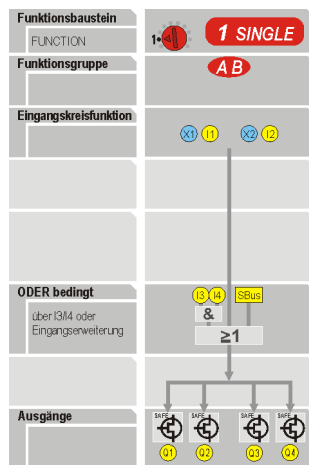 Funktionsbaustein
FUNCTION
1
1 SINGLE
Funktionsgruppe
A B
Eingangskreisfunktion
X1 I1 X2 I2
ODER bedingt
über I3/I4 oder
Eingangserweiterung
I3 I4 SBus
&
≥1
Ausgänge
SAFE SAFE SAFE SAFE
Q1 Q2 Q3 Q4